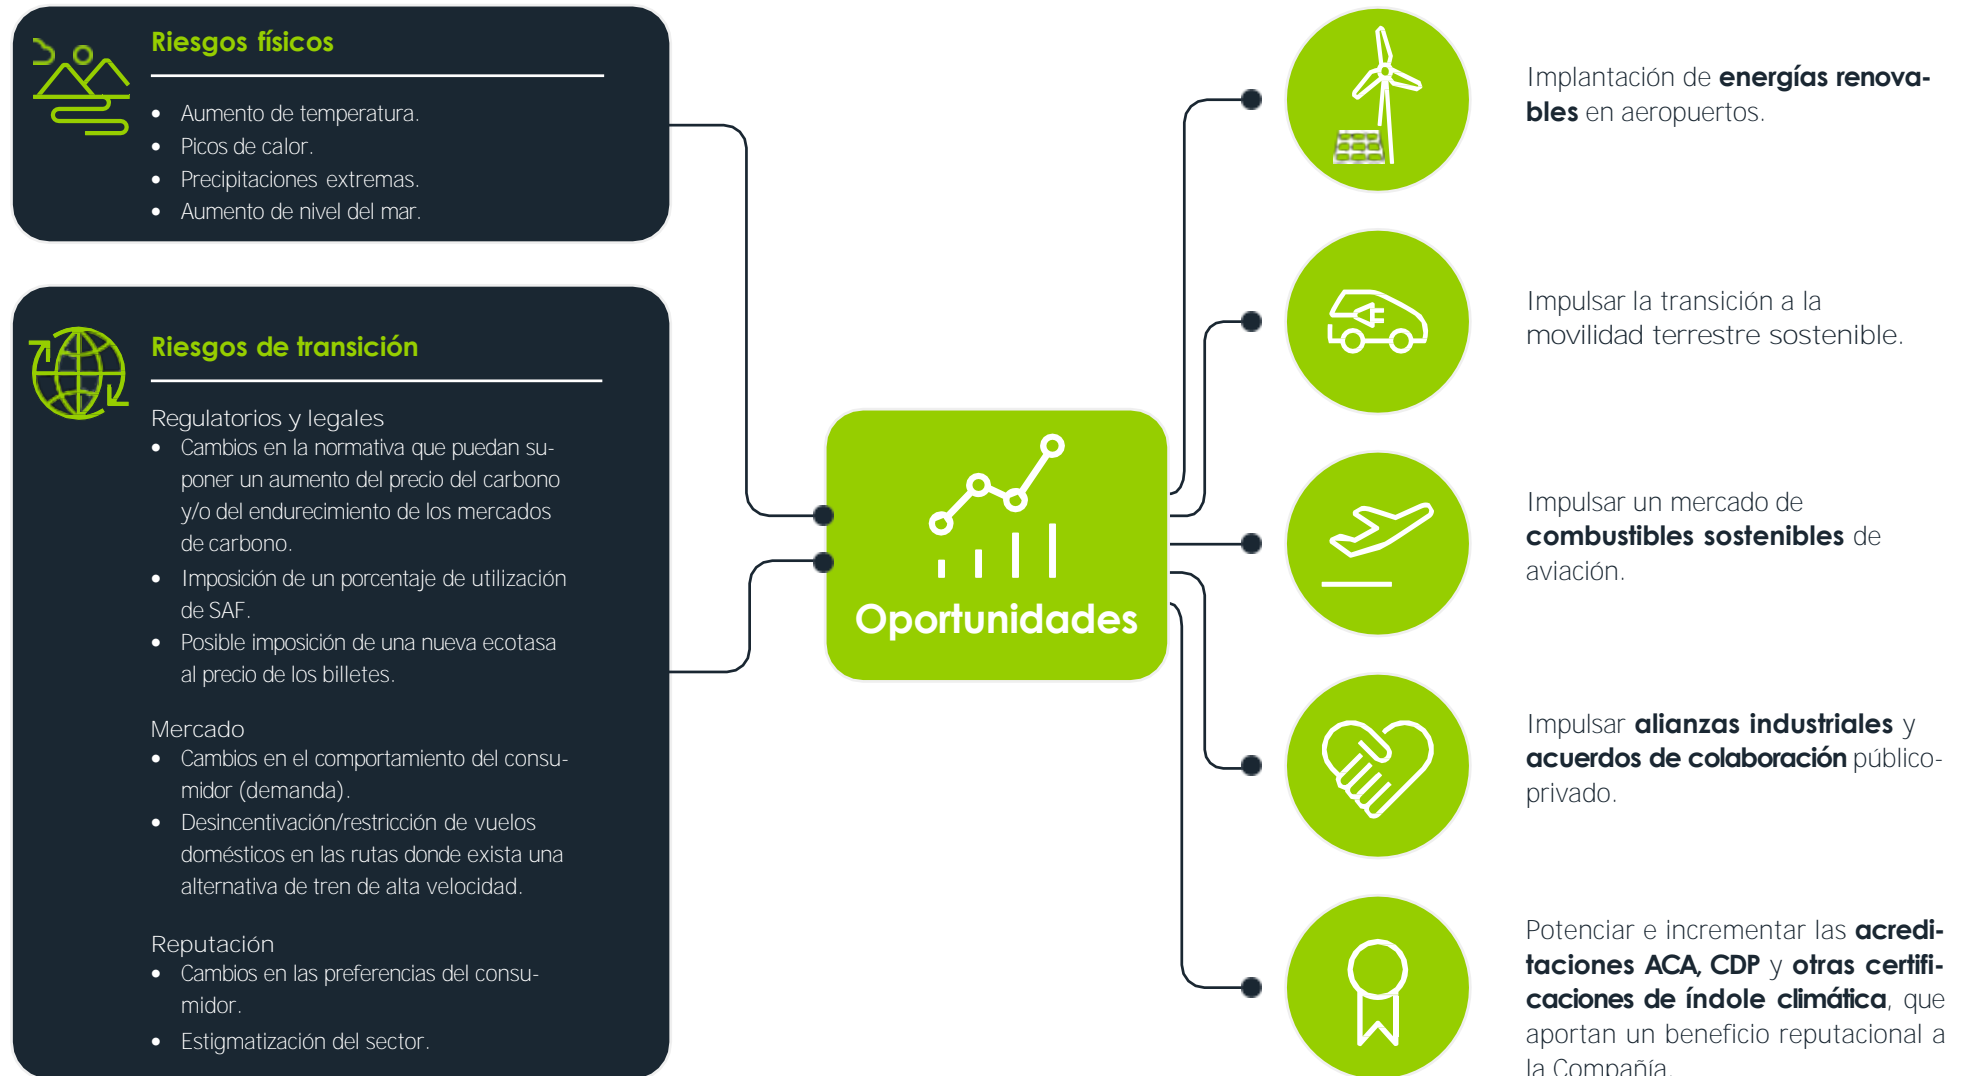 Riesgos físicos
• Aumento de temperatura.
• Picos de calor.
• Precipitaciones extremas.
• Aumento de nivel del mar.
Riesgos de transición
Regulatorios y legales
• Cambios en la normativa que puedan su-
poner un aumento del precio del carbono
y/o del endurecimiento de los mercados
de carbono.
• Imposición de un porcentaje de utilización
de SAF.
• Posible imposición de una nueva ecotasa
al precio de los billetes.
Mercado
• Cambios en el comportamiento del consu-
midor (demanda).
• Desincentivación/restricción de vuelos
domésticos en las rutas donde exista una
alternativa de tren de alta velocidad.
Reputación
• Cambios en las preferencias del consu-
midor.
• Estigmatización del sector.
Oportunidades
Implantación de energías renova-
bles en aeropuertos.
Impulsar la transición a la
movilidad terrestre sostenible.
Impulsar un mercado de
combustibles sostenibles de
aviación.
Impulsar alianzas industriales y
acuerdos de colaboración público-
privado.
Potenciar e incrementar las acredi-
taciones ACA, CDP y otras certifi-
caciones de índole climática, que
aportan un beneficio reputacional a
la Compañía.